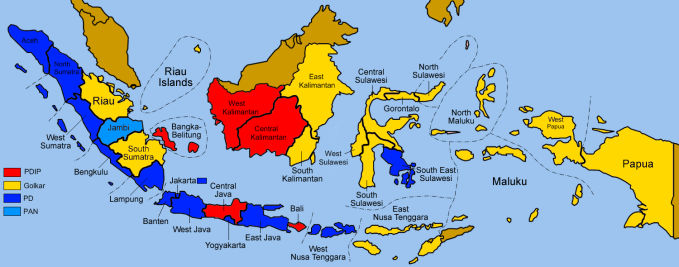 Aceh
North
Sumatra
Riau
Islands
Riau
Jambi
West
Sumatra
South
Sumatra
Bangka-
Belitung
Bengkulu
Lampung
Jakarta
Banten
West Java
Central
Java
Yogyakarta
East Java
Bali
West
Nusa Tenggara
East
Nusa Tenggara
West
Kalimantan
Central
Kalimantan
East
Kalimantan
South
Kalimantan
Central
Sulawesi
North
Sulawesi
Gorontalo
West
Sulawesi
South
Sulawesi
South East
Sulawesi
North
Maluku
Maluku
West
Papua
Papua
PDIP
Golkar
PD
PAN